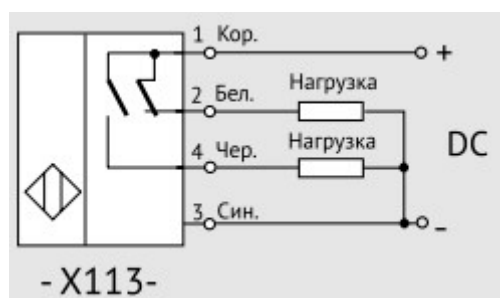 1 Кор. +
2 Бел. Нагрузка
4 Чер. Нагрузка DC
3 Син. -
- X113-